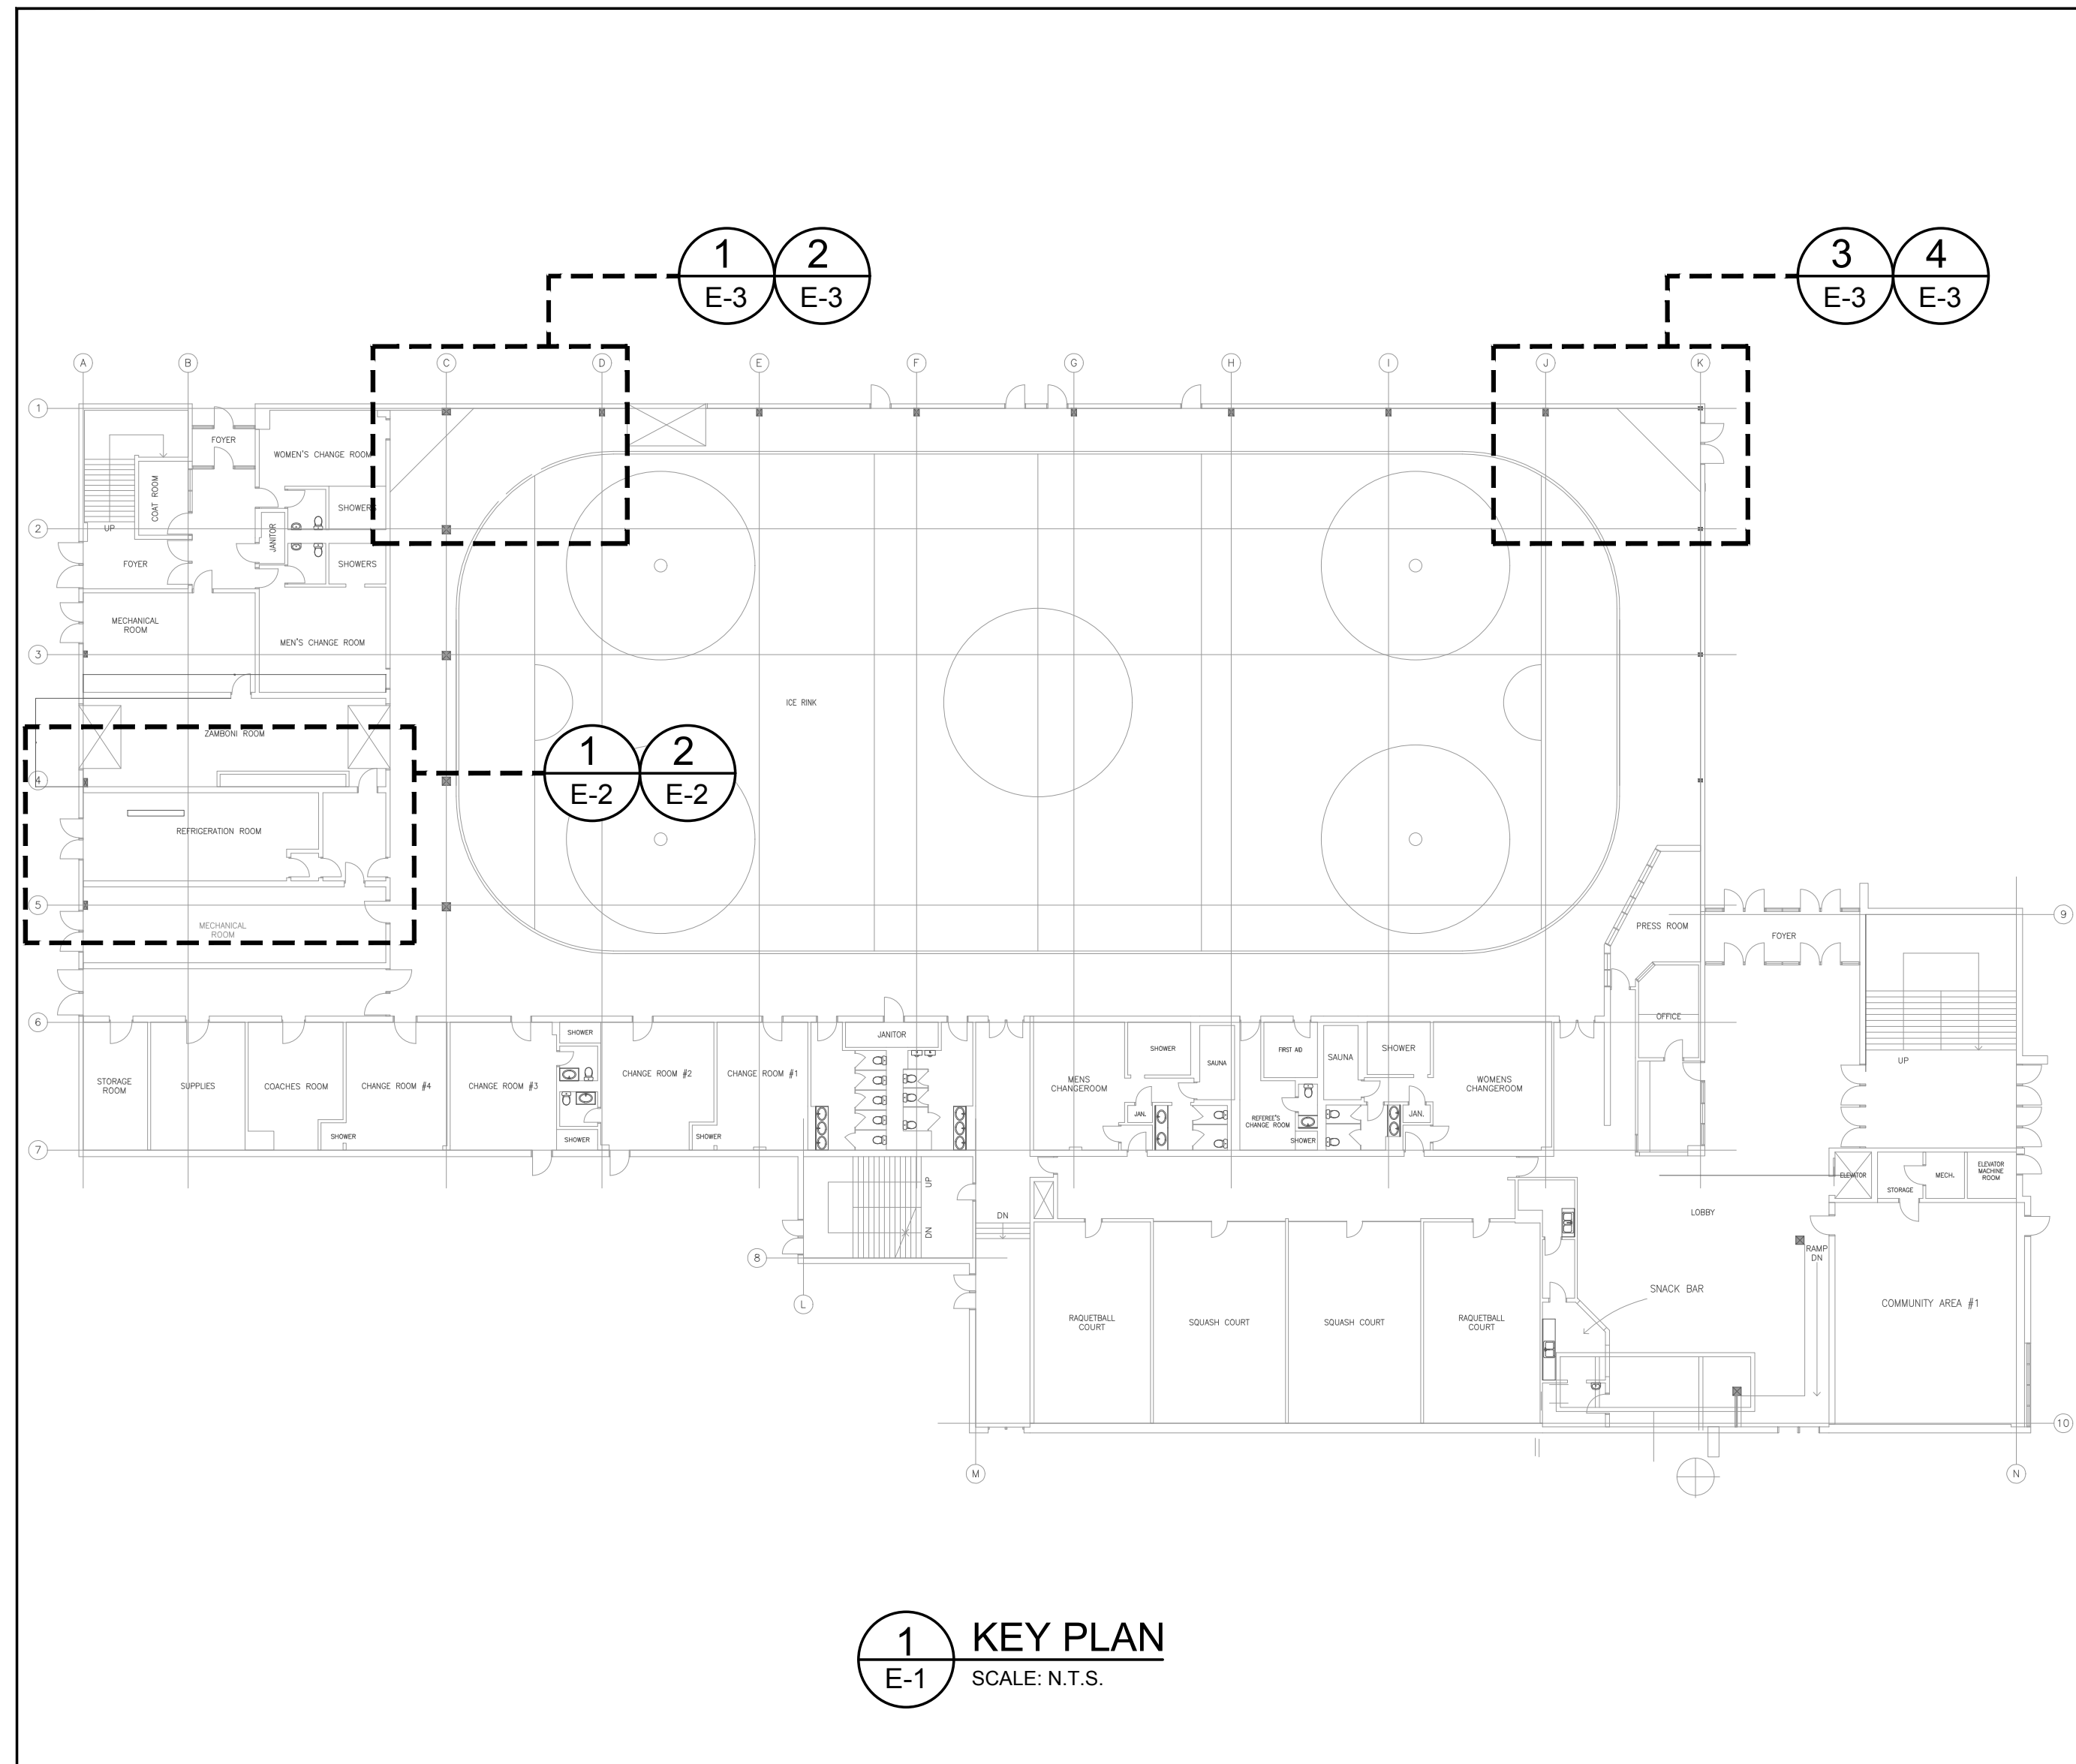 1 2
E-3 E-3
3 4
E-3 E-3
A B C D E F G H I J K
1
FOYER
WOMEN'S CHANGE ROOM
COAT ROOM
SHOWERS
2
UP
JANITOR
FOYER
SHOWERS
MECHANICAL
ROOM
MEN'S CHANGE ROOM
3
ICE RINK
ZAMBONI ROOM
1 2
E-2 E-2
4
REFRIGERATION ROOM
5
MECHANICAL
ROOM
9
PRESS ROOM
FOYER
6
OFFICE
SHOWER
JANITOR
SHOWER
SAUNA
FIRST AID
SAUNA
SHOWER
UP
STORAGE
ROOM
SUPPLIES
COACHES ROOM
CHANGE ROOM #4
CHANGE ROOM #3
CHANGE ROOM #2
CHANGE ROOM #1
MENS
CHANGEROOM
WOMENS
CHANGEROOM
JAN.
REFEREE'S
CHANGE ROOM
JAN.
SHOWER
SHOWER
SHOWER
SHOWER
7
ELEVATOR
STORAGE
MECH.
ELEVATOR
MACHINE
ROOM
UP
DN
DN
LOBBY
8
RAMP
DN
L
SNACK BAR
COMMUNITY AREA #1
RAQUETBALL
COURT
SQUASH COURT
SQUASH COURT
RAQUETBALL
COURT
10
M
N
1
E-1
KEY PLAN
SCALE: N.T.S.